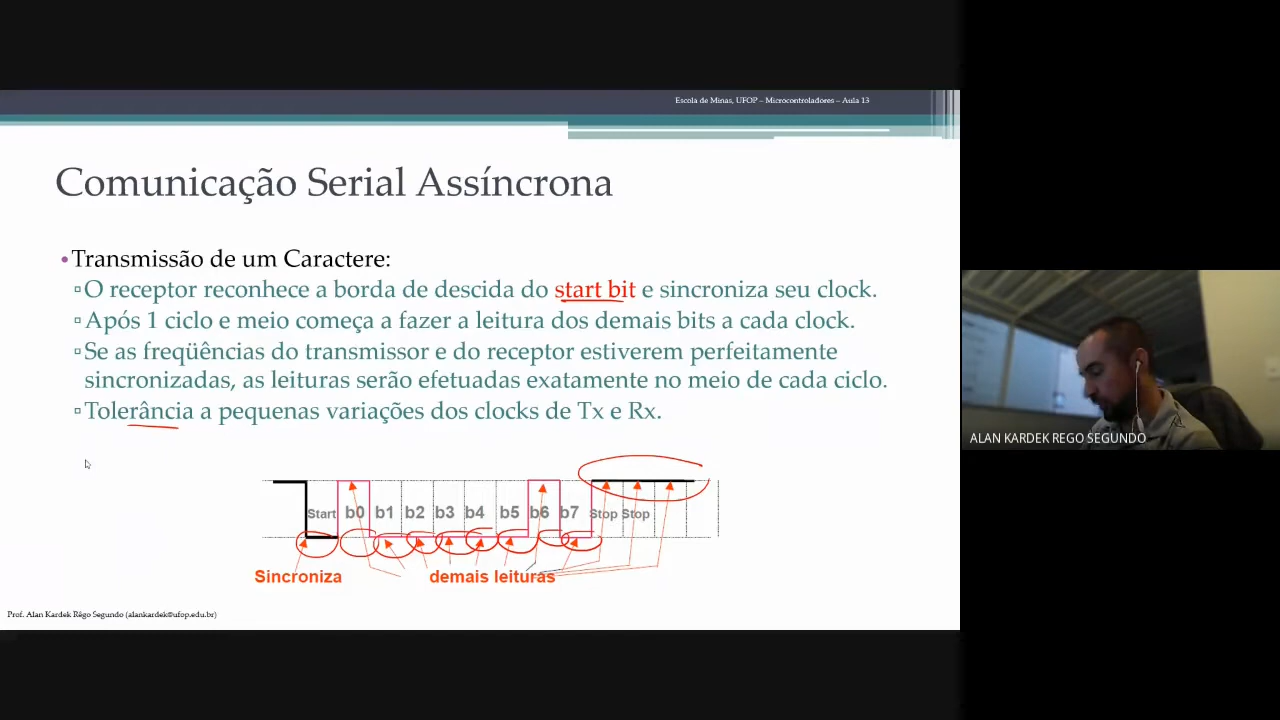 Escola de Minas, UFOP – Microcontroladores – Aula 13
Comunicação Serial Assíncrona
•Transmissão de um Caractere:
▫O receptor reconhece a borda de descida do start bit e sincroniza seu clock.
▫Após 1 ciclo e meio começa a fazer a leitura dos demais bits a cada clock.
▫Se as freqüências do transmissor e do receptor estiverem perfeitamente
sincronizadas, as leituras serão efetuadas exatamente no meio de cada ciclo.
▫Tolerância a pequenas variações dos clocks de Tx e Rx.
ALAN KARDEK REGO SEGUNDO
Start b0 b1 b2 b3 b4 b5 b6 b7 Stop Stop
Sincroniza demais leituras
Prof. Alan Kardek Rêgo Segundo (alankardek@ufop.edu.br)